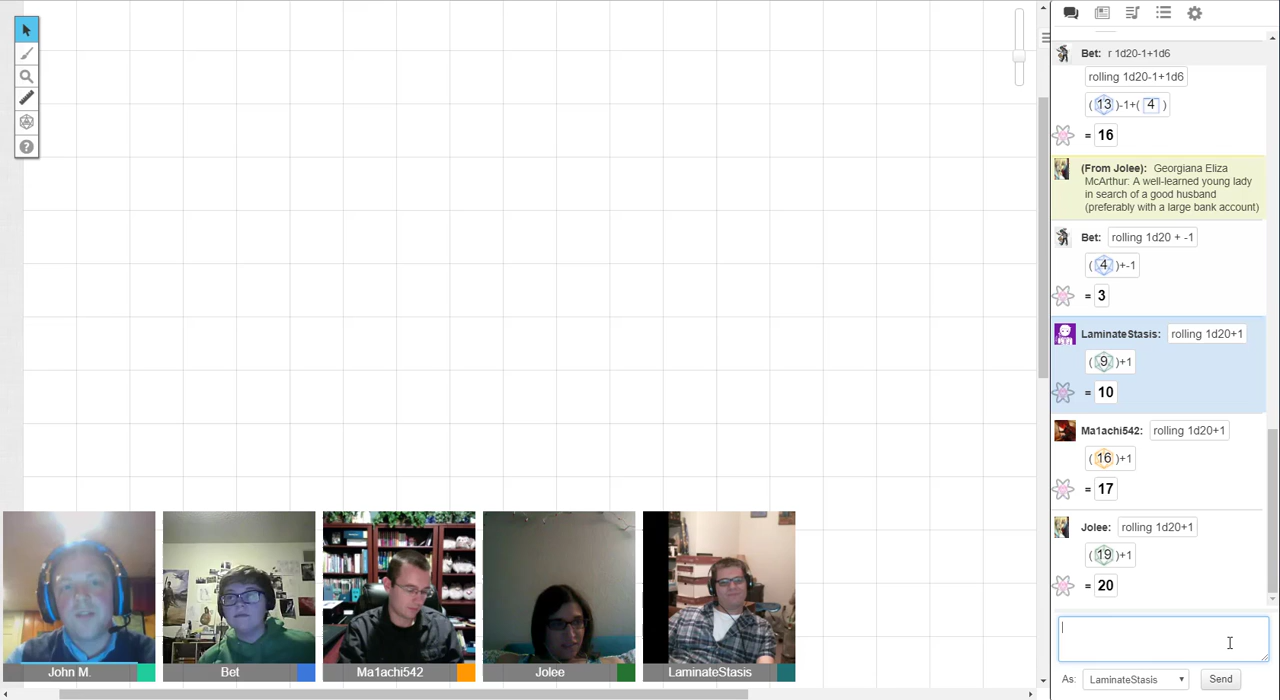 Bet: r 1d20-1+1d6
rolling 1d20-1+1d6
(13)-1+(4)
= 16
(From Jolee): Georgiana Eliza
McArthur: A well-learned young lady
in search of a good husband
(preferably with a large bank account)
Bet: rolling 1d20 + -1
(4)+-1
= 3
LaminateStasis: rolling 1d20+1
(9)+1
= 10
Ma1achi542: rolling 1d20+1
(16)+1
= 17
Jolee: rolling 1d20+1
(19)+1
= 20
As: LaminateStasis Send
John M. Bet Ma1achi542 Jolee LaminateStasis